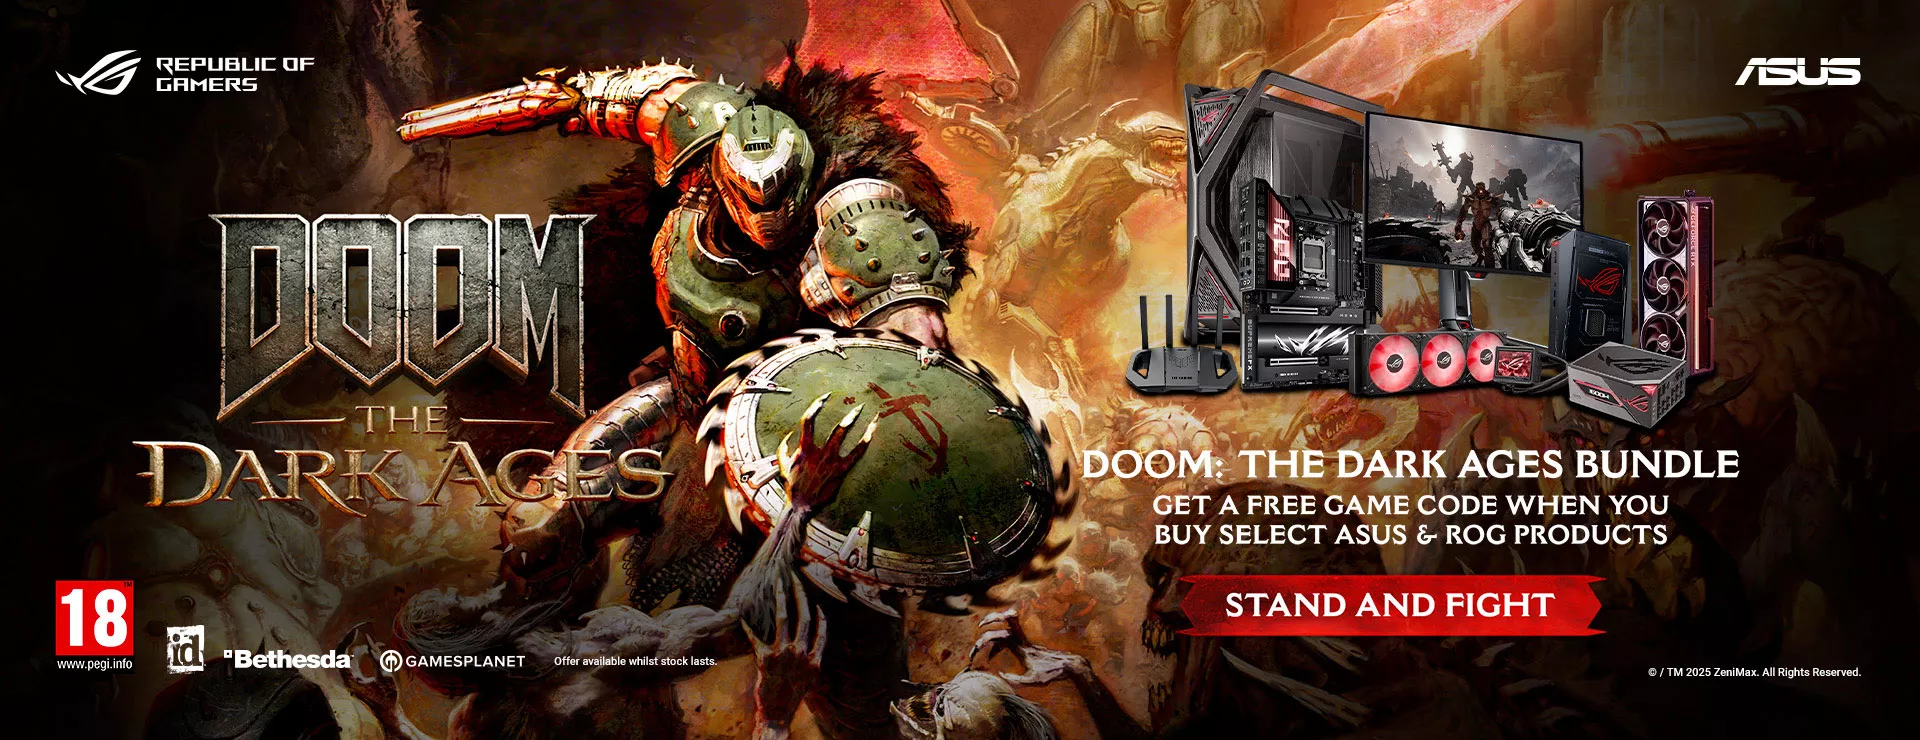 REPUBLIC OF
GAMERS
ASUS
DOOM
™
THE
DARK AGES
DOOM: THE DARK AGES BUNDLE
GET A FREE GAME CODE WHEN YOU
BUY SELECT ASUS & ROG PRODUCTS
STAND AND FIGHT
18
www.pegi.info
id
Bethesda
GAMESPLANET
Offer available whilst stock lasts.
© / TM 2025 ZeniMax. All Rights Reserved.